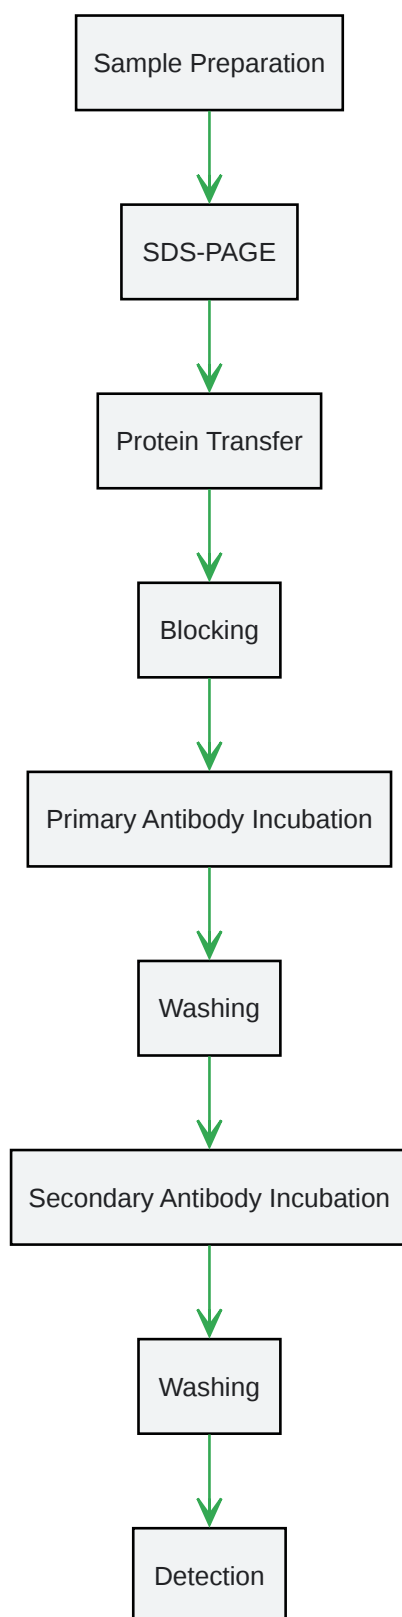 Sample Preparation
SDS-PAGE
Protein Transfer
Blocking
Primary Antibody Incubation
Washing
Secondary Antibody Incubation
Washing
Detection